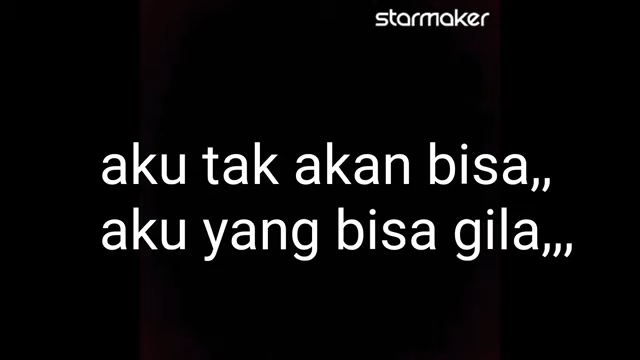 starmaker
aku tak akan bisa,,
aku yang bisa gila,,,